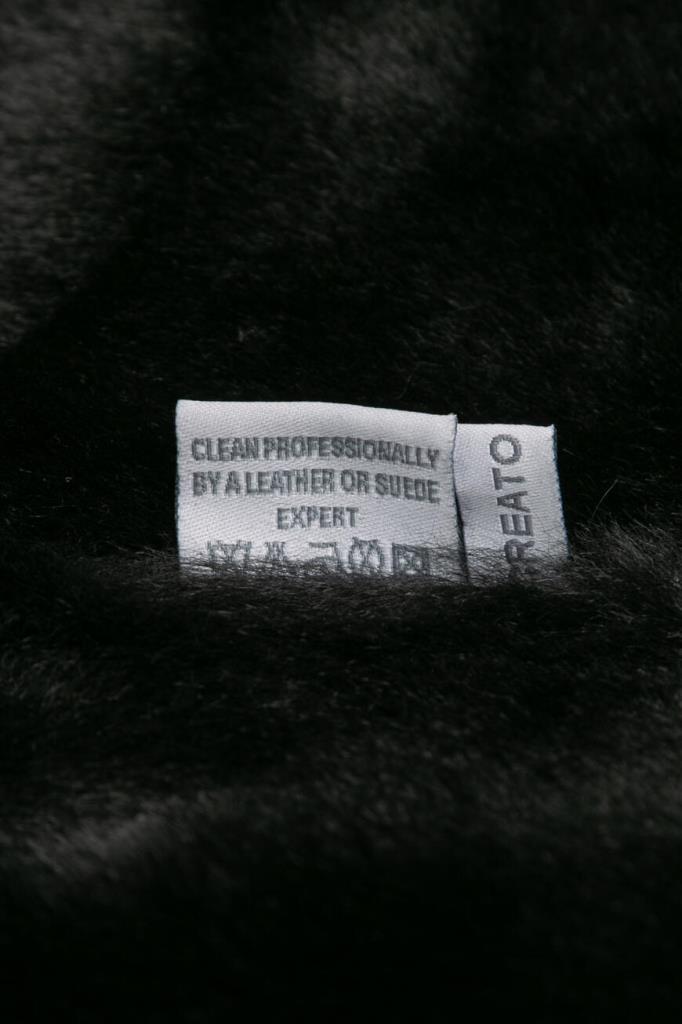 CLEAN PROFESSIONALLY
BY A LEATHER OR SUEDE
EXPERT
REATO